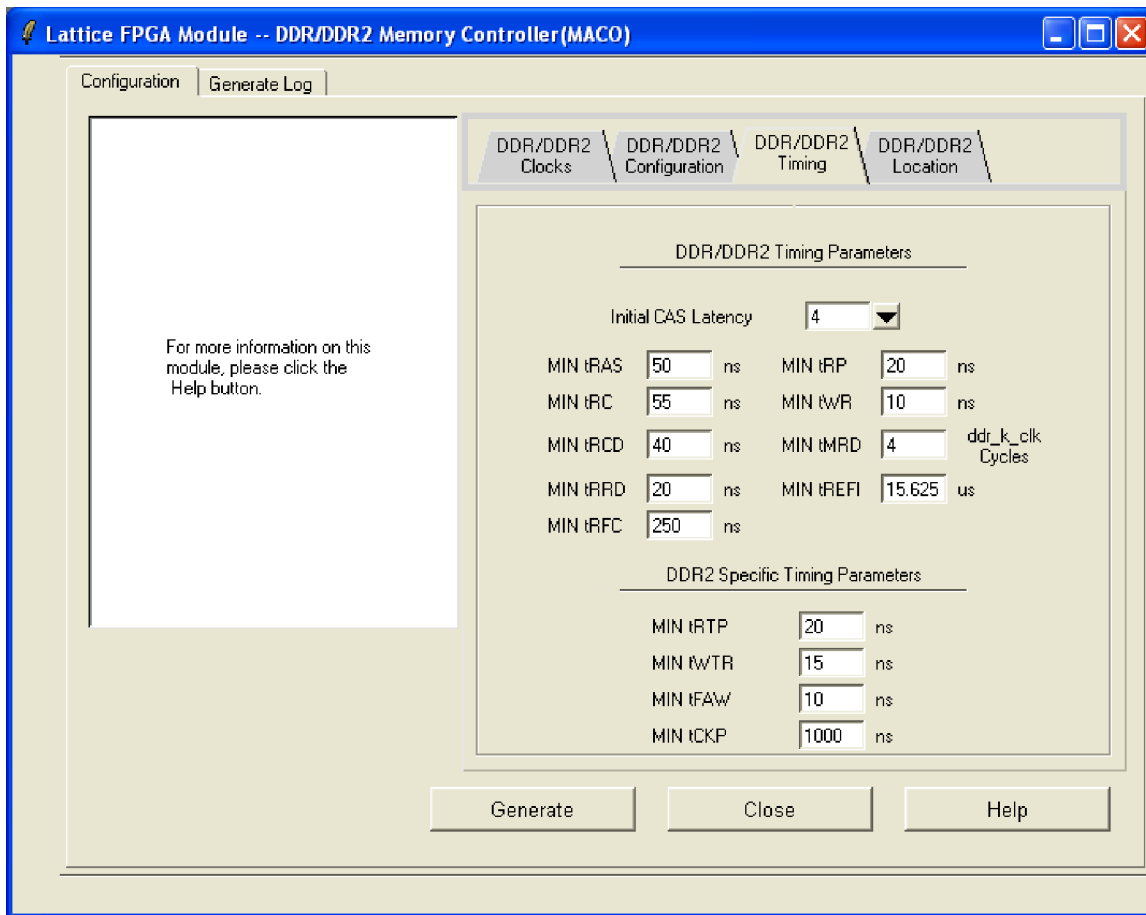 Lattice FPGA Module -- DDR/DDR2 Memory Controller(MACO)
Configuration
Generate Log
For more information on this
module, please click the
Help button.
DDR/DDR2
Clocks
DDR/DDR2
Configuration
DDR/DDR2
Timing
DDR/DDR2
Location
DDR/DDR2 Timing Parameters
Initial CAS Latency 4
MIN tRAS 50 ns MIN tRP 20 ns
MIN tRC 55 ns MIN tWR 10 ns
MIN tRCD 40 ns MIN tMRD 4 ddr_k_clk
Cycles
MIN tRRD 20 ns MIN tREFI 15.625 us
MIN tRFC 250 ns
DDR2 Specific Timing Parameters
MIN tRTP 20 ns
MIN tWTR 15 ns
MIN tFAW 10 ns
MIN tCKP 1000 ns
Generate Close Help